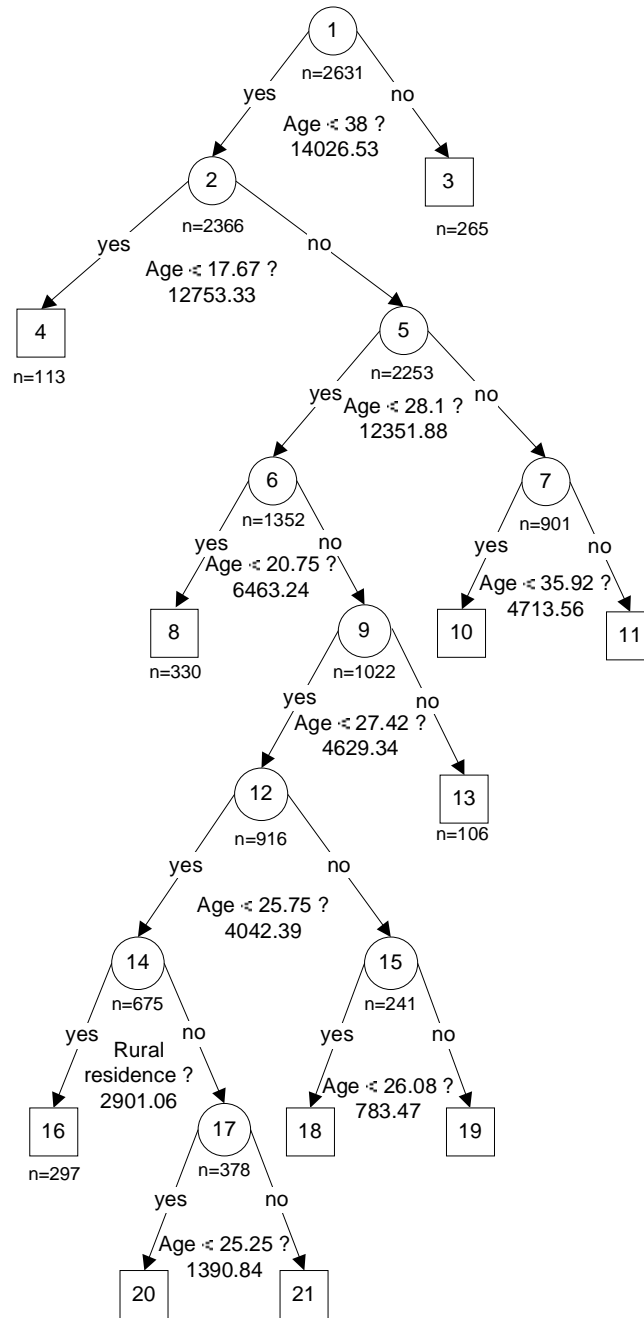 1
n=2631
yes
no
Age < 38 ?
14026.53
2
3
n=2366
n=265
yes
no
Age < 17.67 ?
12753.33
4
5
n=113
n=2253
yes
no
Age < 28.1 ?
12351.88
6
7
n=1352
n=901
yes
no
yes
no
Age < 20.75 ?
6463.24
Age < 35.92 ?
4713.56
8
9
10
11
n=330
n=1022
yes
no
Age < 27.42 ?
4629.34
12
13
n=916
n=106
yes
no
Age < 25.75 ?
4042.39
14
15
n=675
n=241
yes
no
yes
no
Rural
residence ?
2901.06
Age < 26.08 ?
783.47
16
17
18
19
n=297
n=378
yes
no
Age < 25.25 ?
1390.84
20
21